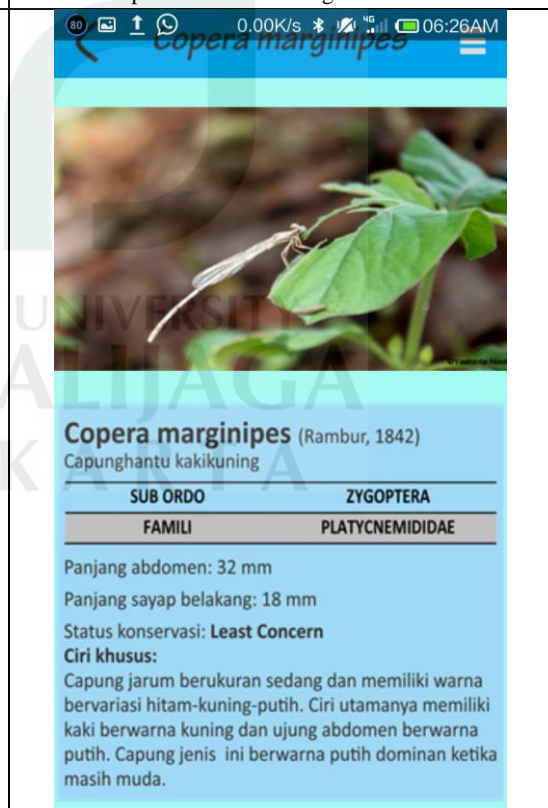 80 0.00K/s 4G 06:26AM
Copera marginipes
UNIVERSITY
ALIJAGA
KARTA
Copera marginipes (Rambur, 1842)
Capunghantu kakikuning
SUB ORDO ZYGOPTERA
FAMILI PLATYCNEMIDIDAE
Panjang abdomen: 32 mm
Panjang sayap belakang: 18 mm
Status konservasi: Least Concern
Ciri khusus:
Capung jarum berukuran sedang dan memiliki warna
bervariasi hitam-kuning-putih. Ciri utamanya memiliki
kaki berwarna kuning dan ujung abdomen berwarna
putih. Capung jenis ini berwarna putih dominan ketika
masih muda.